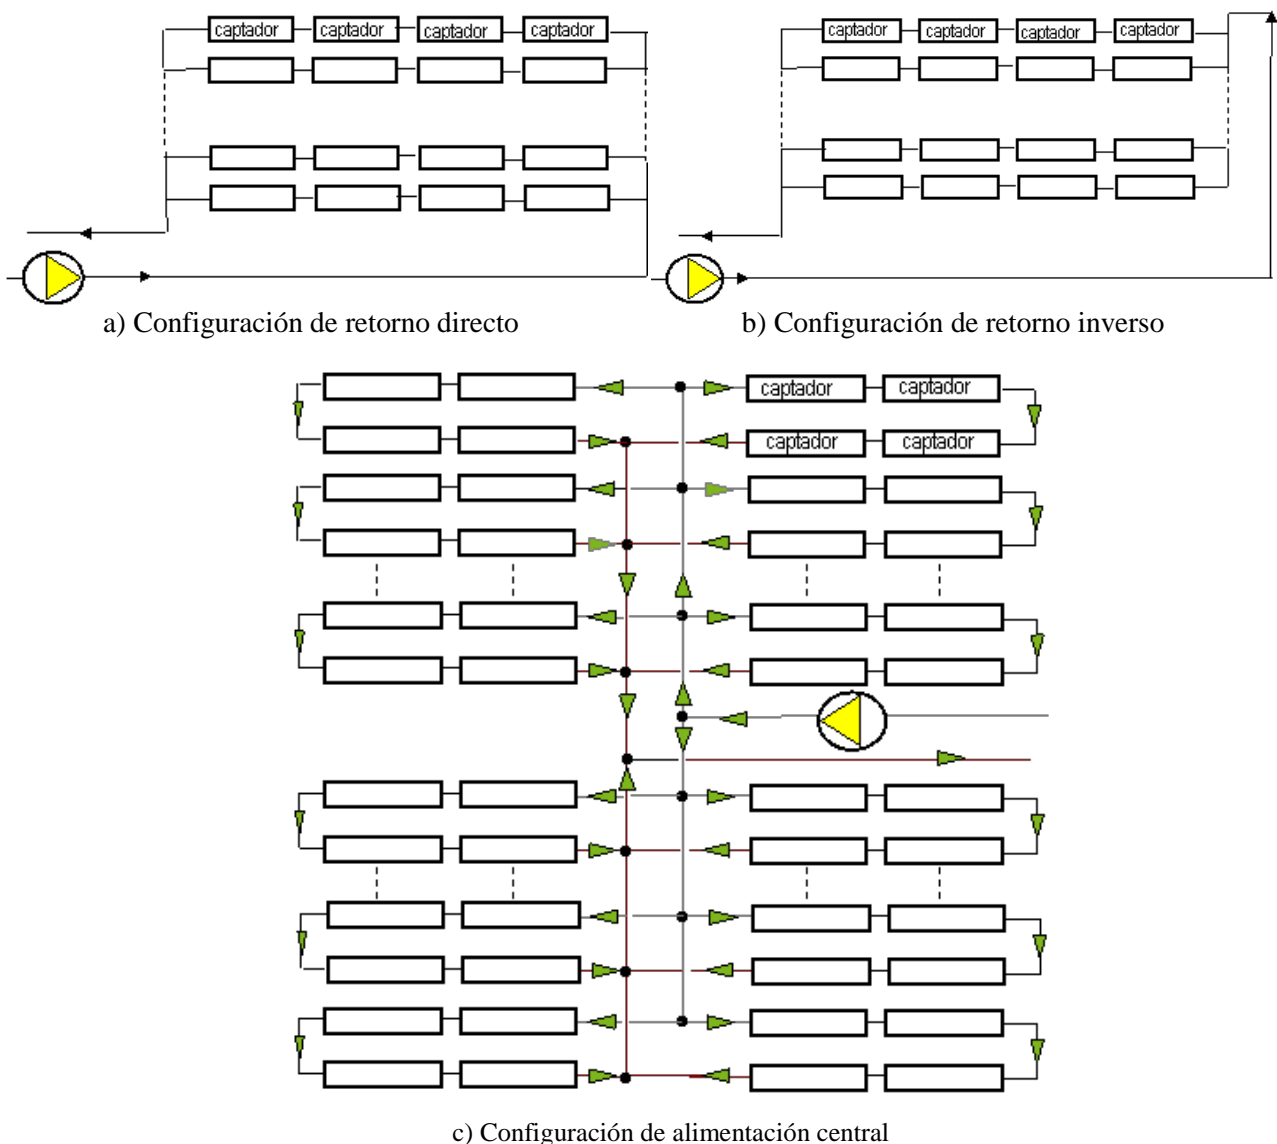 captador captador captador captador
captador captador captador captador
a) Configuración de retorno directo
b) Configuración de retorno inverso
captador captador
captador captador
c) Configuración de alimentación central